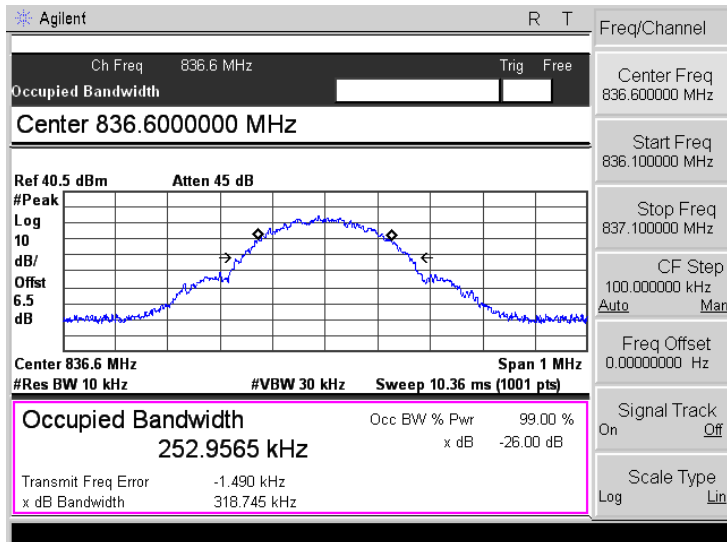 Agilent R T
Ch Freq 836.6 MHz Trig Free
Occupied Bandwidth
Center 836.6000000 MHz
Ref 40.5 dBm Atten 45 dB
#Peak
Log
10
dB/
Offst
6.5
dB
Center 836.6 MHz Span 1 MHz
#Res BW 10 kHz #VBW 30 kHz Sweep 10.36 ms (1001 pts)
Occupied Bandwidth Occ BW % Pwr 99.00 %
252.9565 kHz x dB -26.00 dB
Transmit Freq Error -1.490 kHz
x dB Bandwidth 318.745 kHz
Freq/Channel
Center Freq
836.600000 MHz
Start Freq
836.100000 MHz
Stop Freq
837.100000 MHz
CF Step
100.000000 kHz
Auto Man
Freq Offset
0.00000000 Hz
Signal Track
On Off
Scale Type
Log Lin